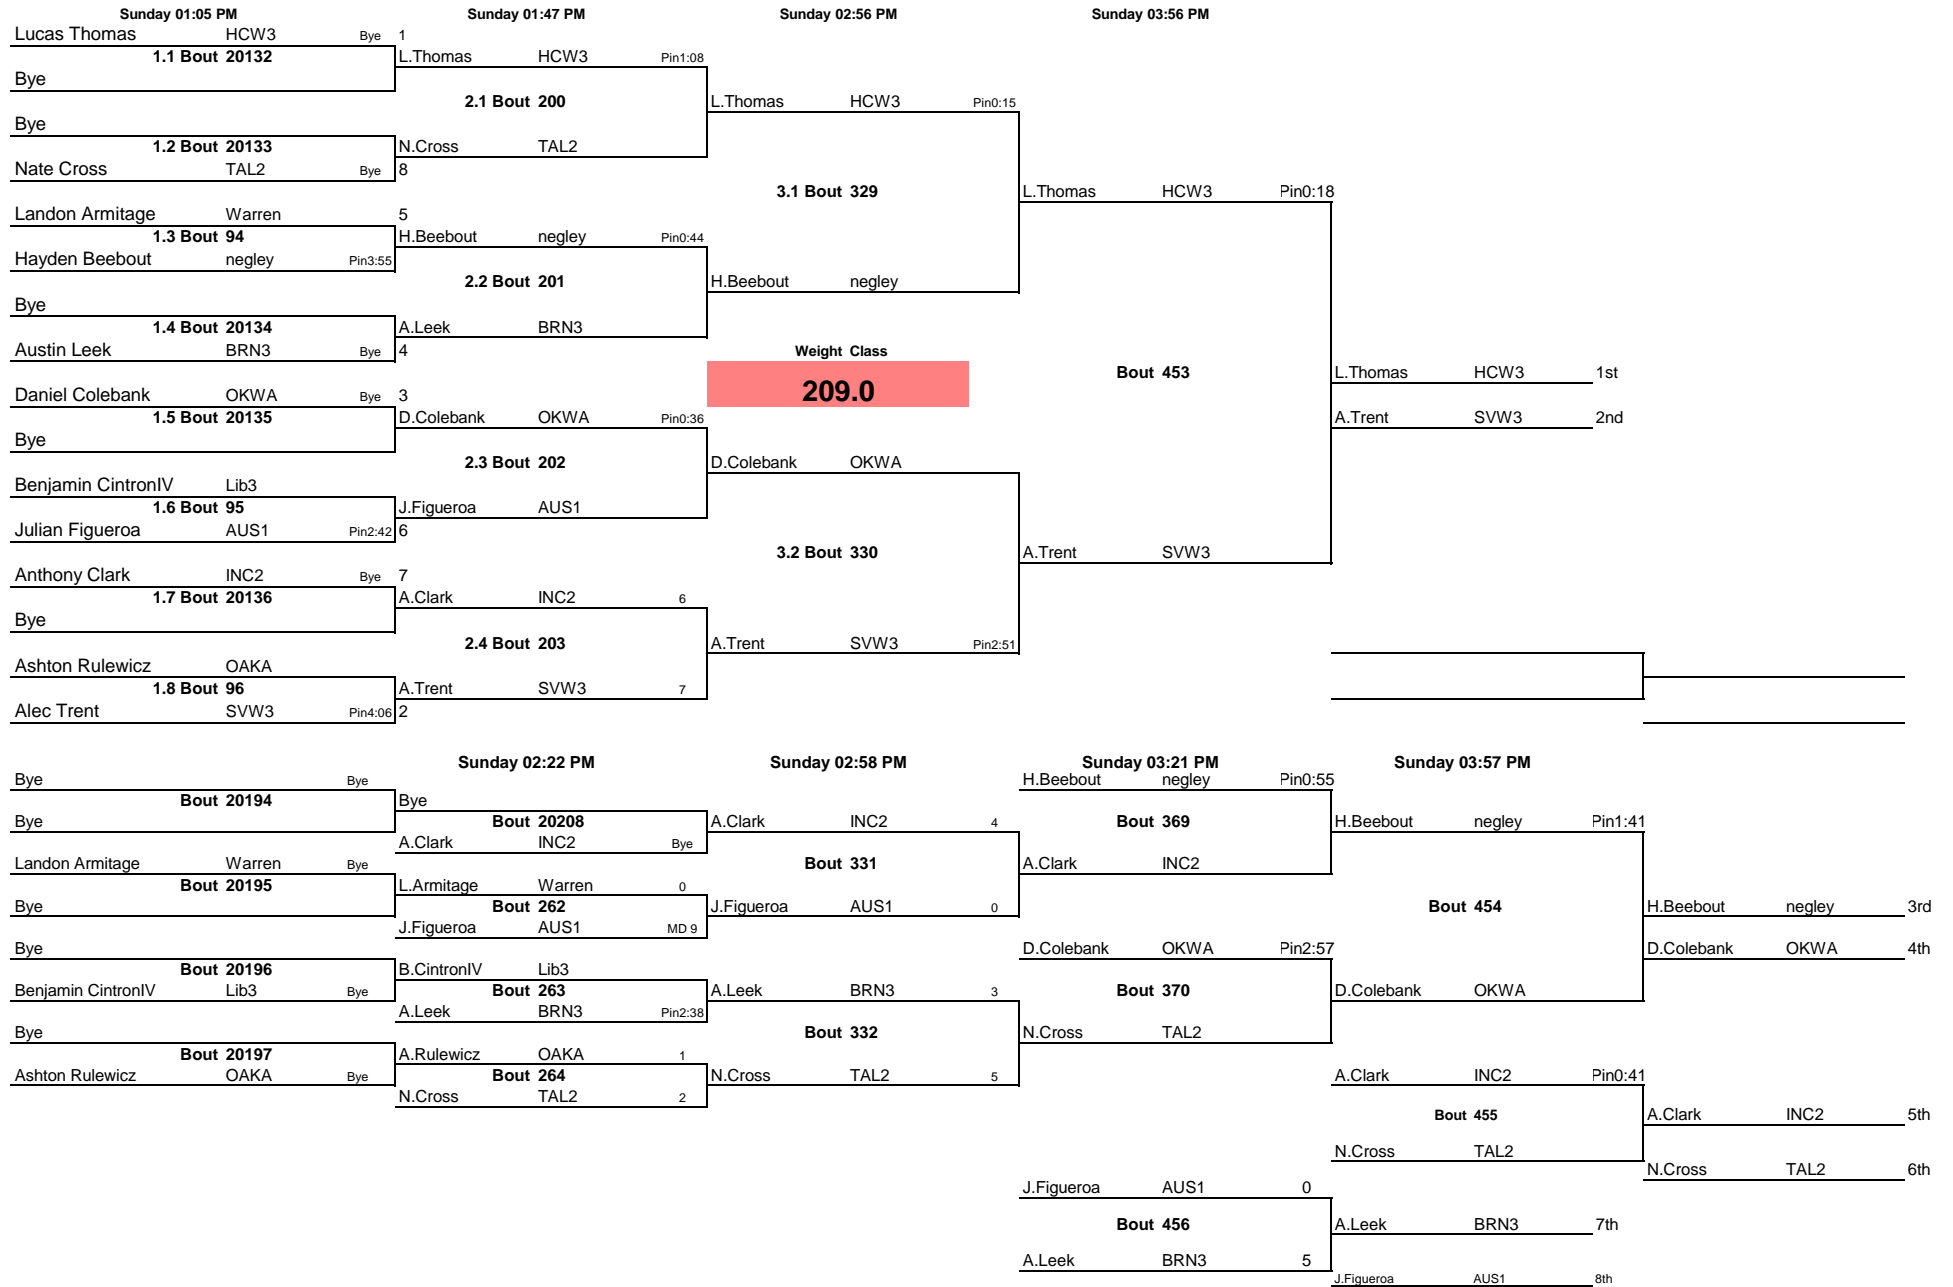 Sunday 01:05 PM Sunday 01:47 PM Sunday 02:56 PM Sunday 03:56 PM
Lucas Thomas HCW3 Bye 1
1.1 Bout 20132 L.Thomas HCW3 Pin1:08
Bye
2.1 Bout 200 L.Thomas HCW3 Pin0:15
Bye
1.2 Bout 20133 N.Cross TAL2
Nate Cross TAL2 Bye 8
3.1 Bout 329 L.Thomas HCW3 Pin0:18
Landon Armitage Warren 5
1.3 Bout 94 H.Beebout negley Pin0:44
Hayden Beebout negley Pin3:55
2.2 Bout 201 H.Beebout negley
Bye
1.4 Bout 20134 A.Leek BRN3
Austin Leek BRN3 Bye 4 Weight Class
Bout 453 L.Thomas HCW3 1st
Daniel Colebank OKWA Bye 3 209.0
1.5 Bout 20135 D.Colebank OKWA Pin0:36 A.Trent SVW3 2nd
Bye
2.3 Bout 202 D.Colebank OKWA
Benjamin CintronIV Lib3
1.6 Bout 95 J.Figueroa AUS1
Julian Figueroa AUS1 Pin2:42 6
3.2 Bout 330 A.Trent SVW3
Anthony Clark INC2 Bye 7
1.7 Bout 20136 A.Clark INC2 6
Bye
2.4 Bout 203 A.Trent SVW3 Pin2:51
Ashton Rulewicz OAKA
1.8 Bout 96 A.Trent SVW3 7
Alec Trent SVW3 Pin4:06 2
Sunday 02:22 PM Sunday 02:58 PM Sunday 03:21 PM Sunday 03:57 PM
Bye Bye H.Beebout negley Pin0:55
Bout 20194 Bye
Bye Bout 20208 A.Clark INC2 4 Bout 369 H.Beebout negley Pin1:41
A.Clark INC2 Bye
Landon Armitage Warren Bye Bout 331 A.Clark INC2
Bout 20195 L.Armitage Warren 0
Bye Bout 262 J.Figueroa AUS1 0 Bout 454 H.Beebout negley 3rd
J.Figueroa AUS1 MD 9
Bye D.Colebank OKWA Pin2:57 D.Colebank OKWA 4th
Bout 20196 B.CintronIV Lib3
Benjamin CintronIV Lib3 Bye Bout 263 A.Leek BRN3 3 Bout 370 D.Colebank OKWA
A.Leek BRN3 Pin2:38
Bye Bout 332 N.Cross TAL2
Bout 20197 A.Rulewicz OAKA 1
Ashton Rulewicz OAKA Bye Bout 264 N.Cross TAL2 5 A.Clark INC2 Pin0:41
N.Cross TAL2 2
Bout 455 A.Clark INC2 5th
N.Cross TAL2
N.Cross TAL2 6th
J.Figueroa AUS1 0
Bout 456 A.Leek BRN3 7th
A.Leek BRN3 5
J.Figueroa AUS1 8th